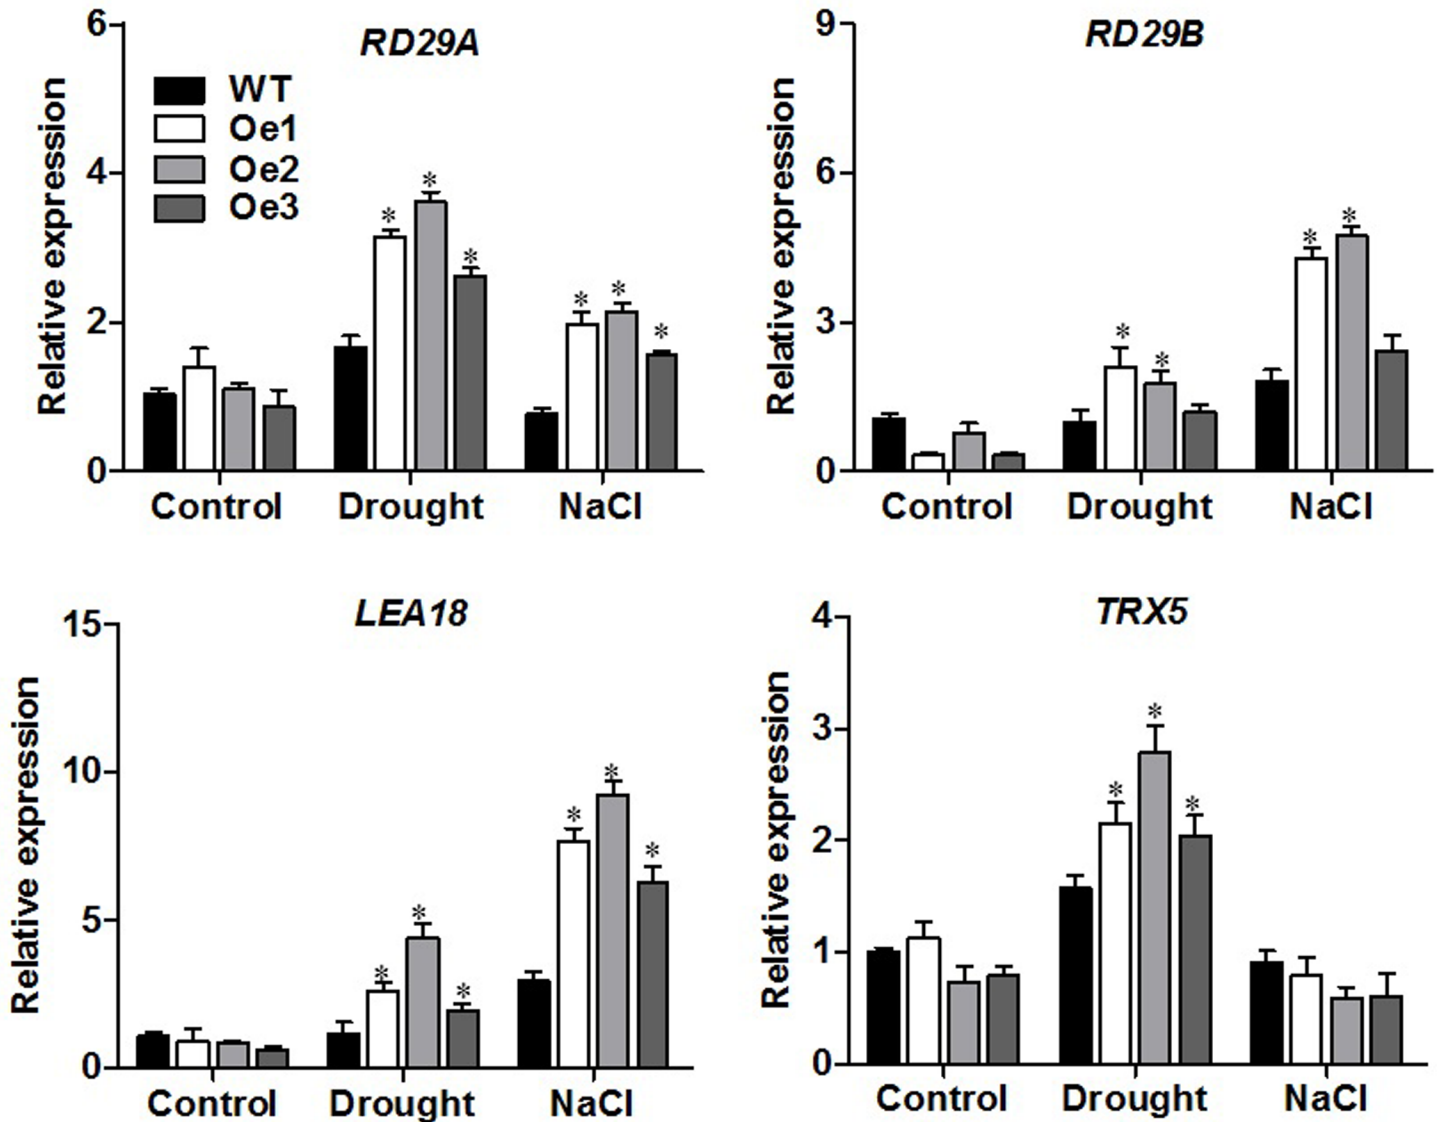 RD29A
Relative expression
6
4
2
0
WT
Oe1
Oe2
Oe3
* * *
* * *
Control Drought NaCl
RD29B
Relative expression
9
6
3
0
* *
* *
Control Drought NaCl
LEA18
Relative expression
15
10
5
0
* * *
* * *
Control Drought NaCl
TRX5
Relative expression
4
3
2
1
0
* * *
Control Drought NaCl